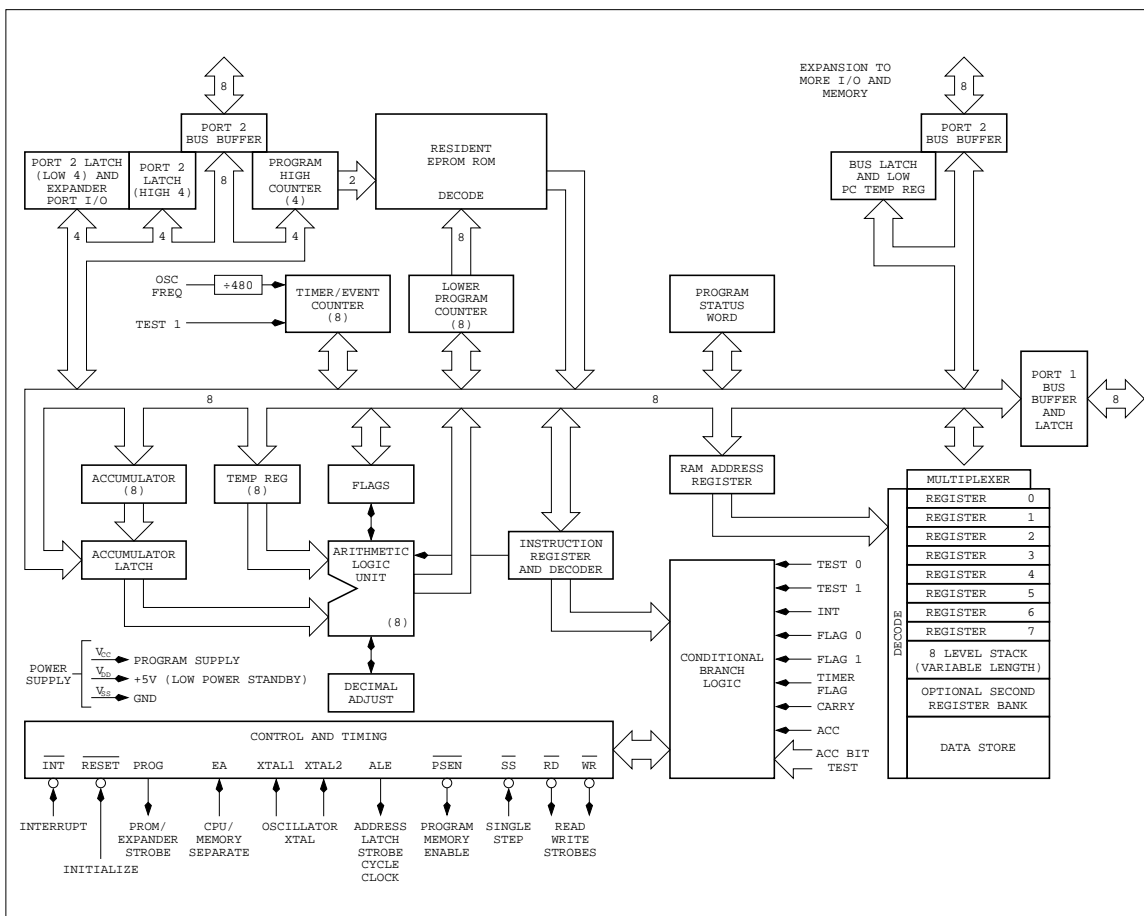 8
PORT 2
BUS BUFFER
PORT 2 LATCH
(LOW 4) AND
EXPANDER
PORT I/O
PORT 2
LATCH
(HIGH 4)
8
PROGRAM
HIGH
COUNTER
(4)
2
RESIDENT
EPROM ROM
DECODE
EXPANSION TO
MORE I/O AND
MEMORY
8
PORT 2
BUS BUFFER
BUS LATCH
AND LOW
PC TEMP REG
4
4
4
8
OSC
FREQ
÷480
TEST 1
TIMER/EVENT
COUNTER
(8)
LOWER
PROGRAM
COUNTER
(8)
PROGRAM
STATUS
WORD
8
8
PORT 1
BUS
BUFFER
AND
LATCH
8
ACCUMULATOR
(8)
TEMP REG
(8)
FLAGS
RAM ADDRESS
REGISTER
ACCUMULATOR
LATCH
ARITHMETIC
LOGIC
UNIT
(8)
INSTRUCTION
REGISTER
AND DECODER
DECIMAL
ADJUST
POWER
SUPPLY
VCC
PROGRAM SUPPLY
VDD
+5V (LOW POWER STANDBY)
VSS
GND
CONDITIONAL
BRANCH
LOGIC
TEST 0
TEST 1
INT
FLAG 0
FLAG 1
TIMER
FLAG
CARRY
ACC
ACC BIT
TEST
DECODE
MULTIPLEXER
REGISTER 0
REGISTER 1
REGISTER 2
REGISTER 3
REGISTER 4
REGISTER 5
REGISTER 6
REGISTER 7
8 LEVEL STACK
(VARIABLE LENGTH)
OPTIONAL SECOND
REGISTER BANK
DATA STORE
CONTROL AND TIMING
INT RESET PROG EA XTAL1 XTAL2 ALE PSEN SS RD WR
INTERRUPT
INITIALIZE
PROM/
EXPANDER
STROBE
CPU/
MEMORY
SEPARATE
OSCILLATOR
XTAL
ADDRESS
LATCH
STROBE
CYCLE
CLOCK
PROGRAM
MEMORY
ENABLE
SINGLE
STEP
READ
WRITE
STROBES